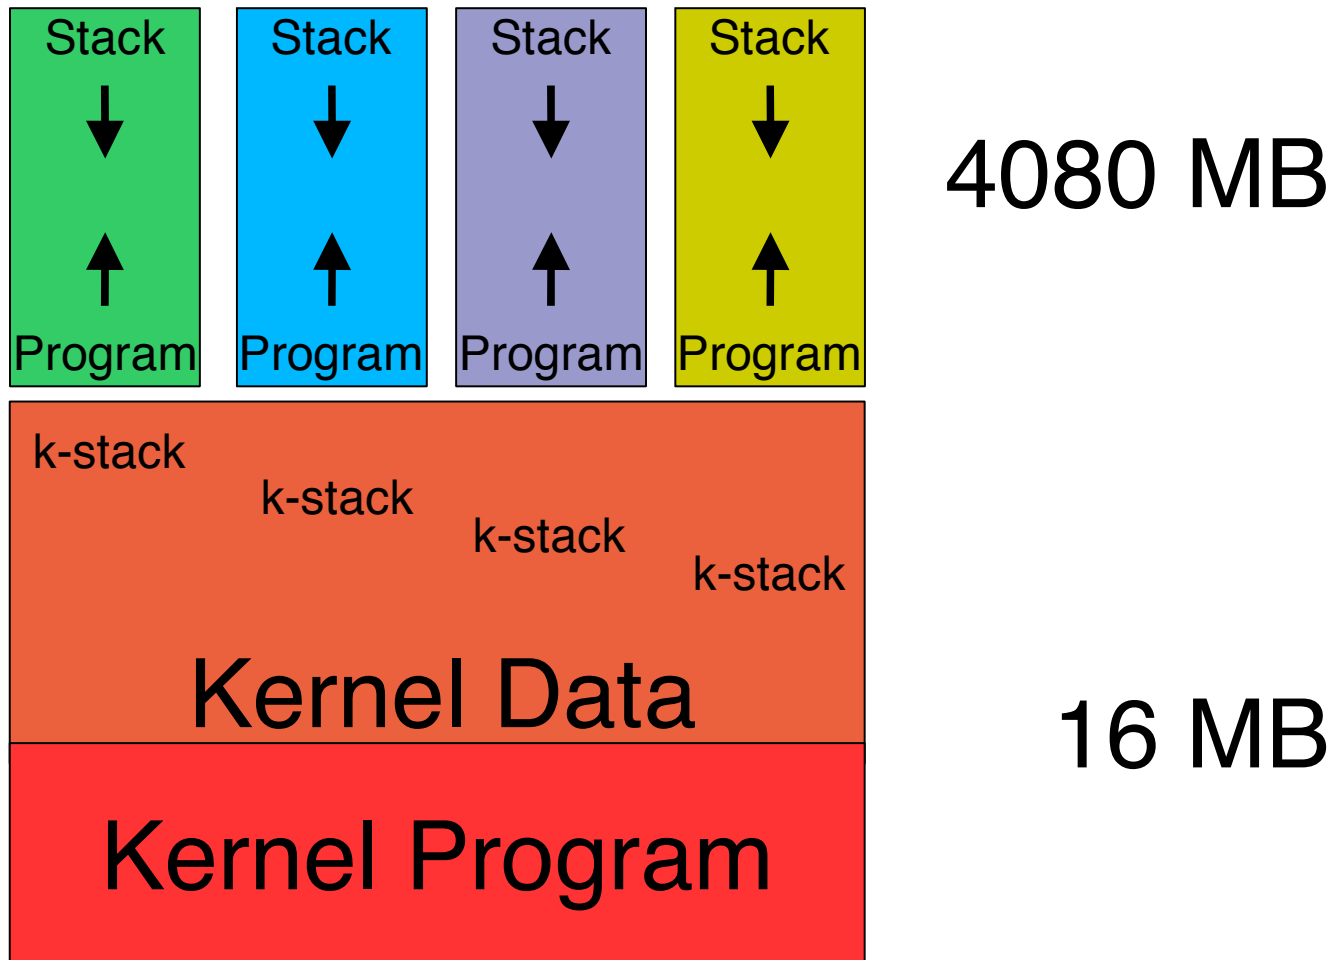 Stack Stack Stack Stack
4080 MB
Program Program Program Program
k-stack
k-stack
k-stack
k-stack
Kernel Data
16 MB
Kernel Program